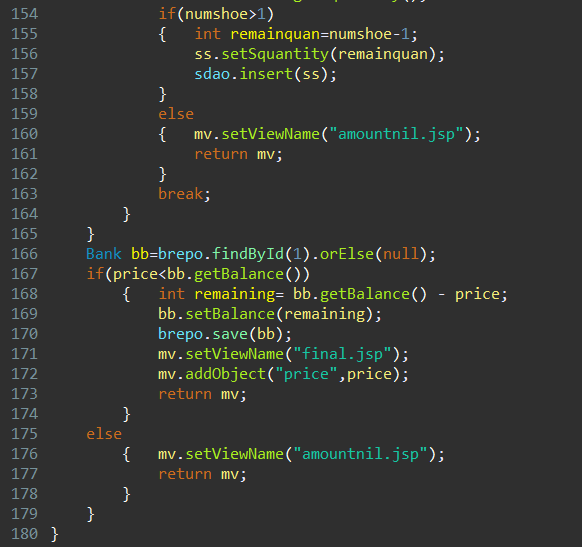 154 if(numshoe>1)
155 { int remainquan=numshoe-1;
156 ss.setSquantity(remainquan);
157 sdao.insert(ss);
158 }
159 else
160 { mv.setViewName("amountnil.jsp");
161 return mv;
162 }
163 break;
164 }
165 }
166 Bank bb=brepo.findById(1).orElse(null);
167 if(price<bb.getBalance())
168 { int remaining= bb.getBalance() - price;
169 bb.setBalance(remaining);
170 brepo.save(bb);
171 mv.setViewName("final.jsp");
172 mv.addObject("price",price);
173 return mv;
174 }
175 else
176 { mv.setViewName("amountnil.jsp");
177 return mv;
178 }
179 }
180 }